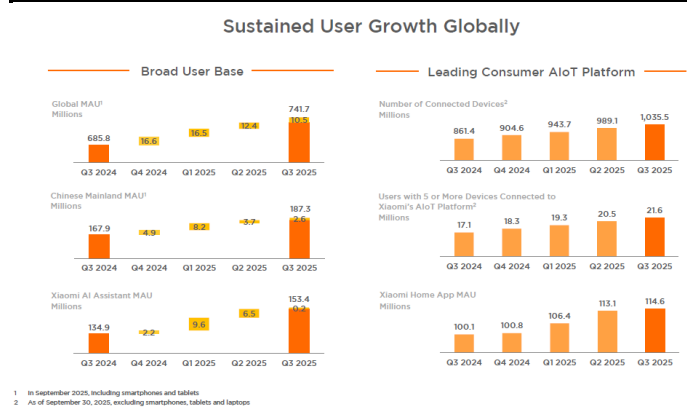 Sustained User Growth Globally
Broad User Base
Global MAU¹
Millions
685.8
16.6
16.5
12.4
741.7
10.5
Q3 2024 Q4 2024 Q1 2025 Q2 2025 Q3 2025
Chinese Mainland MAU¹
Millions
167.9
4.9
8.2
3.7
187.3
2.6
Q3 2024 Q4 2024 Q1 2025 Q2 2025 Q3 2025
Xiaomi AI Assistant MAU
Millions
134.9
2.2
9.6
6.5
153.4
0.2
Q3 2024 Q4 2024 Q1 2025 Q2 2025 Q3 2025
Leading Consumer AIoT Platform
Number of Connected Devices²
Millions
861.4
904.6
943.7
989.1
1,035.5
Q3 2024 Q4 2024 Q1 2025 Q2 2025 Q3 2025
Users with 5 or More Devices Connected to
Xiaomi's AIoT Platform²
Millions
17.1
18.3
19.3
20.5
21.6
Q3 2024 Q4 2024 Q1 2025 Q2 2025 Q3 2025
Xiaomi Home App MAU
Millions
100.1
100.8
106.4
113.1
114.6
Q3 2024 Q4 2024 Q1 2025 Q2 2025 Q3 2025
1 In September 2025, including smartphones and tablets
2 As of September 30, 2025, excluding smartphones, tablets and laptops